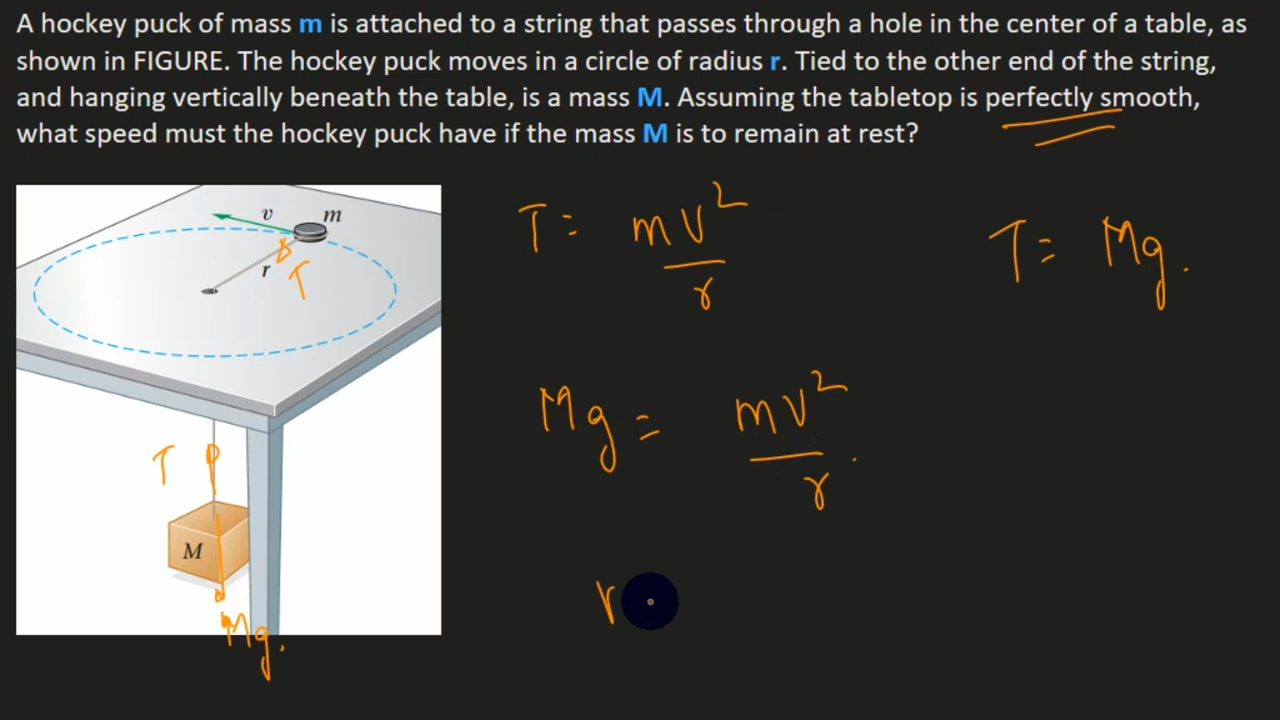 A hockey puck of mass m is attached to a string that passes through a hole in the center of a table, as
shown in FIGURE. The hockey puck moves in a circle of radius r. Tied to the other end of the string,
and hanging vertically beneath the table, is a mass M. Assuming the tabletop is perfectly smooth,
what speed must the hockey puck have if the mass M is to remain at rest?
v m
r T
T
M
Mg.
T = mv²/r
T = Mg.
Mg = mv²/r.